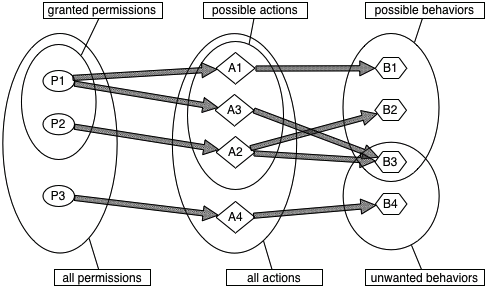 granted permissions
possible actions
possible behaviors
P1
A1
B1
A3
B2
P2
A2
B3
P3
A4
B4
all permissions
all actions
unwanted behaviors